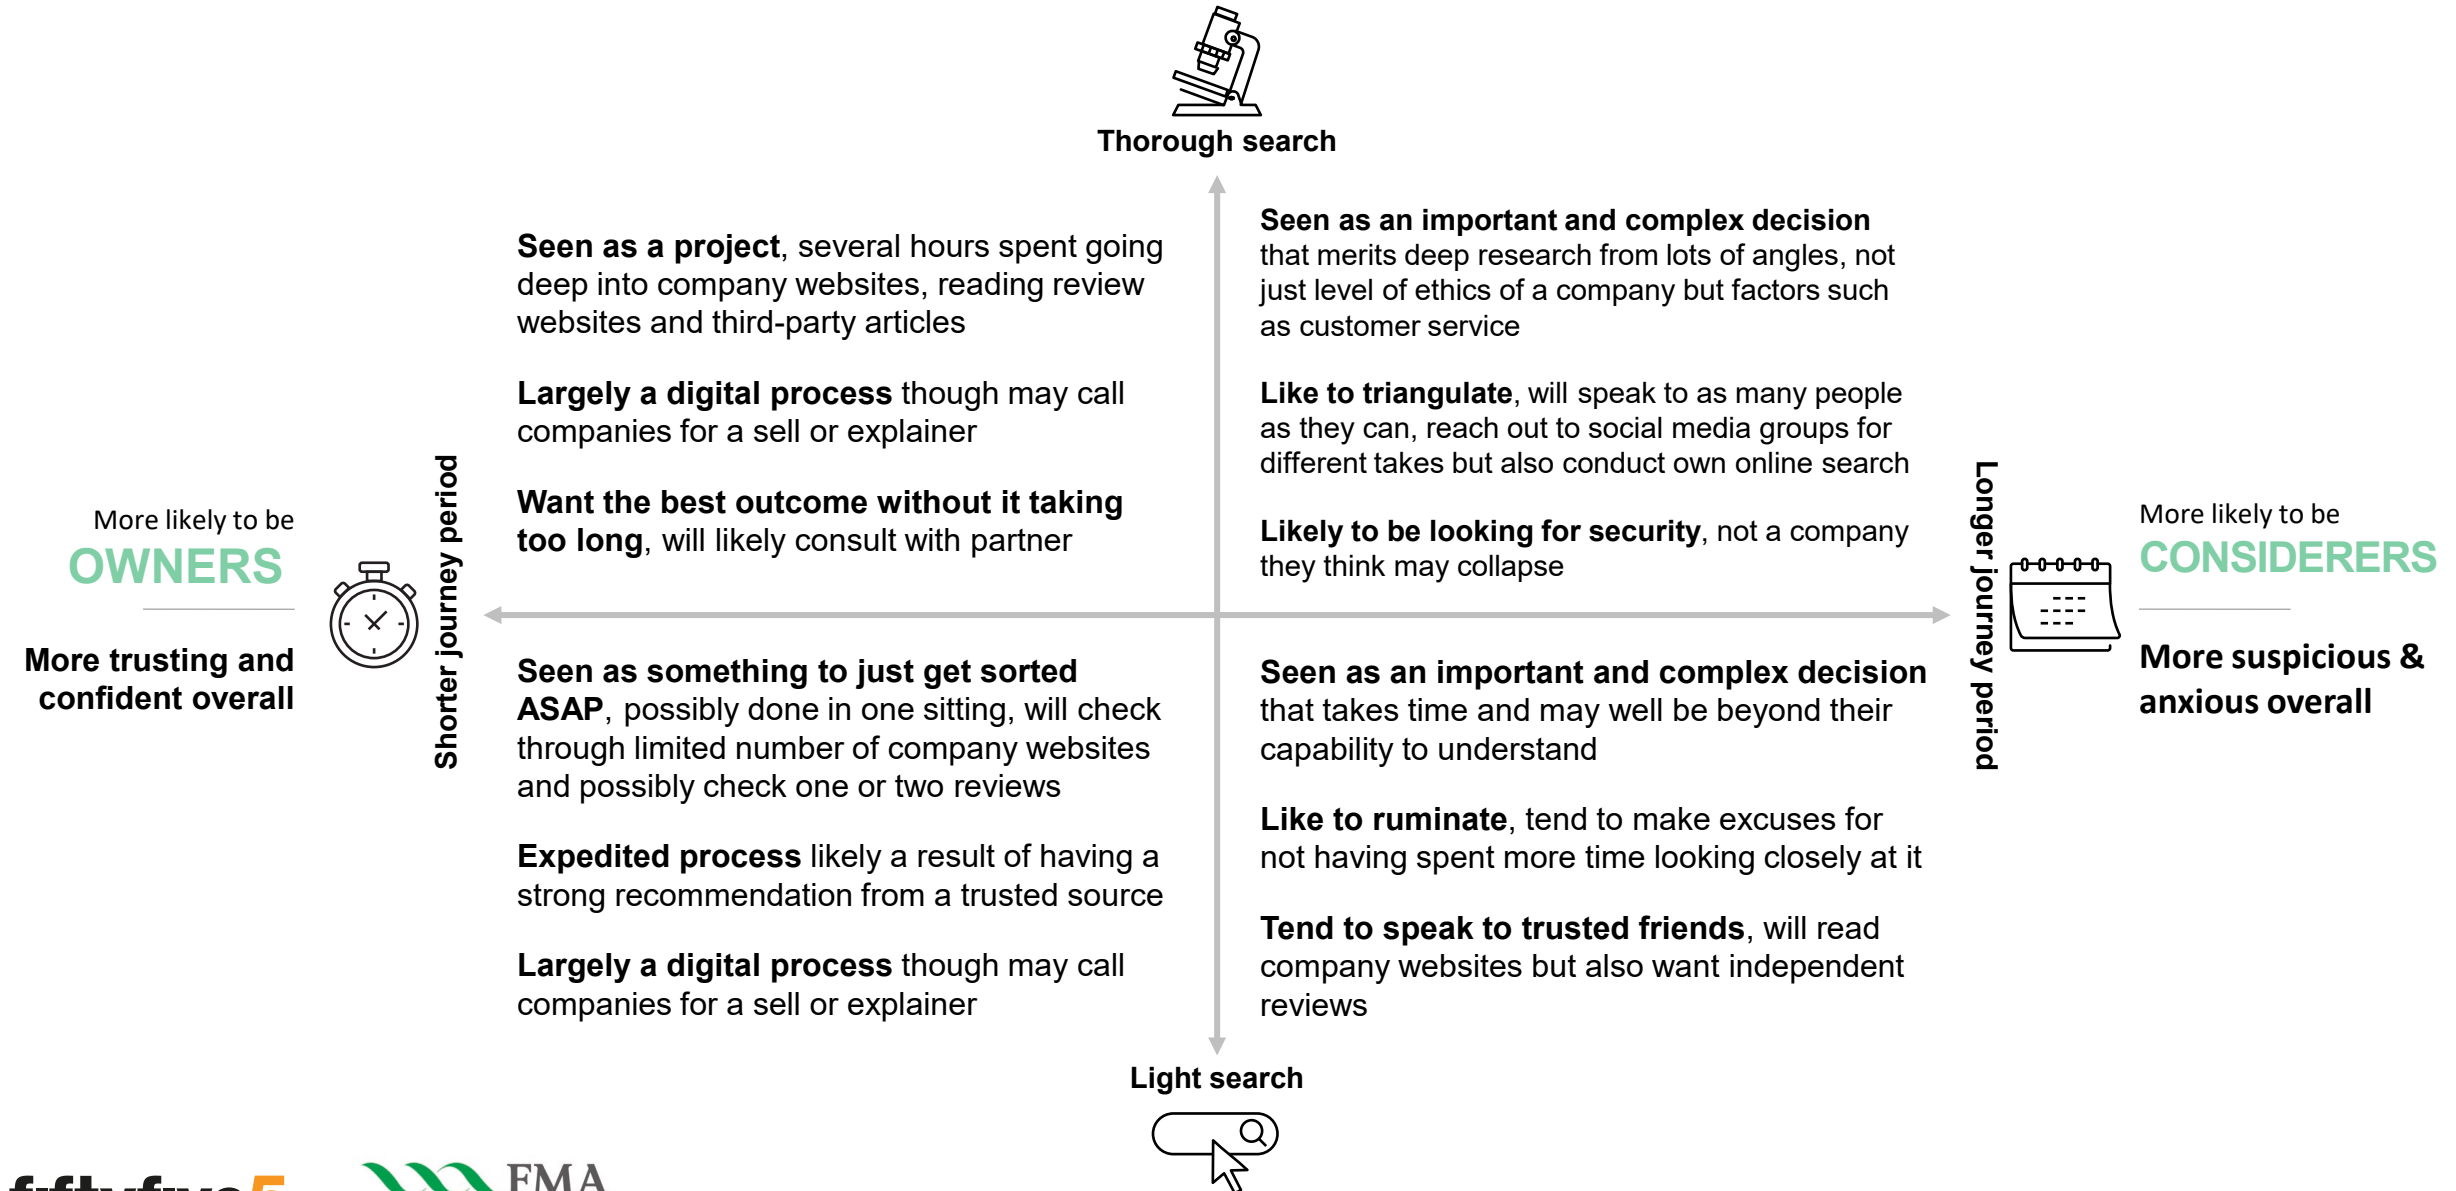 Thorough search
Seen as a project, several hours spent going
deep into company websites, reading review
websites and third-party articles
Largely a digital process though may call
companies for a sell or explainer
Want the best outcome without it taking
too long, will likely consult with partner
Seen as an important and complex decision
that merits deep research from lots of angles, not
just level of ethics of a company but factors such
as customer service
Like to triangulate, will speak to as many people
as they can, reach out to social media groups for
different takes but also conduct own online search
Likely to be looking for security, not a company
they think may collapse
More likely to be
OWNERS
More trusting and
confident overall
Shorter journey period
Longer journey period
More likely to be
CONSIDERERS
More suspicious &
anxious overall
Seen as something to just get sorted
ASAP, possibly done in one sitting, will check
through limited number of company websites
and possibly check one or two reviews
Expedited process likely a result of having a
strong recommendation from a trusted source
Largely a digital process though may call
companies for a sell or explainer
Seen as an important and complex decision
that takes time and may well be beyond their
capability to understand
Like to ruminate, tend to make excuses for
not having spent more time looking closely at it
Tend to speak to trusted friends, will read
company websites but also want independent
reviews
Light search
fiftyfive5
FMA